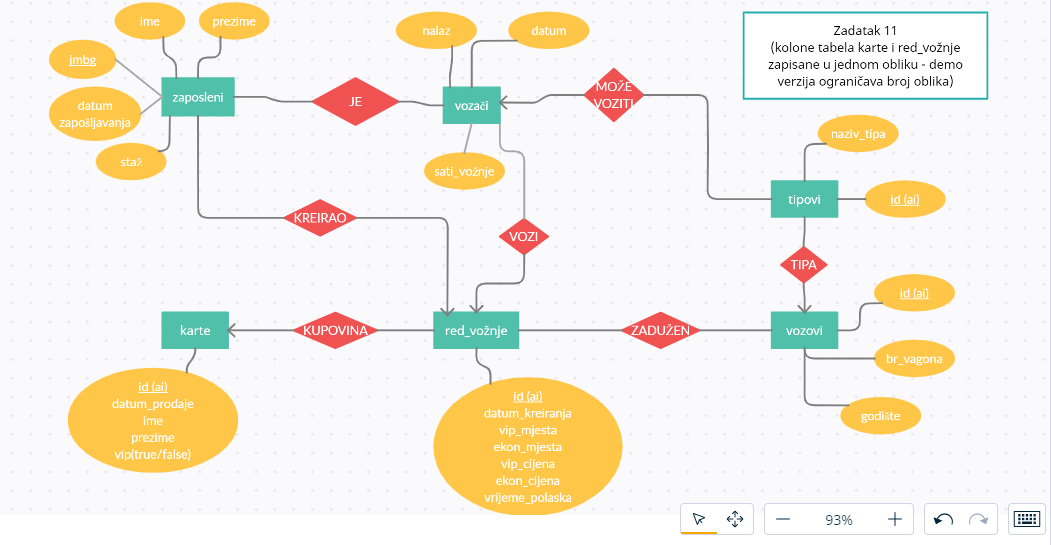 ime
prezime
nalaz
datum
Zadatak 11
(kolone tabela karte i red_vožnje
zapisane u jednom obliku - demo
verzija ograničava broj oblika)
jmbg
zaposleni
datum
zapošljavanja
staž
JE
vozači
MOŽE
VOZITI
sati_vožnje
naziv_tipa
tipovi
id (ai)
KREIRAO
VOZI
TIPA
id (ai)
karte
KUPOVINA
red_vožnje
ZADUŽEN
vozovi
br_vagona
godište
id (ai)
datum_prodaje
ime
prezime
vip(true/false)
id (ai)
datum_kreiranja
vip_mjesta
ekon_mjesta
vip_cijena
ekon_cijena
vrijeme_polaska
93%